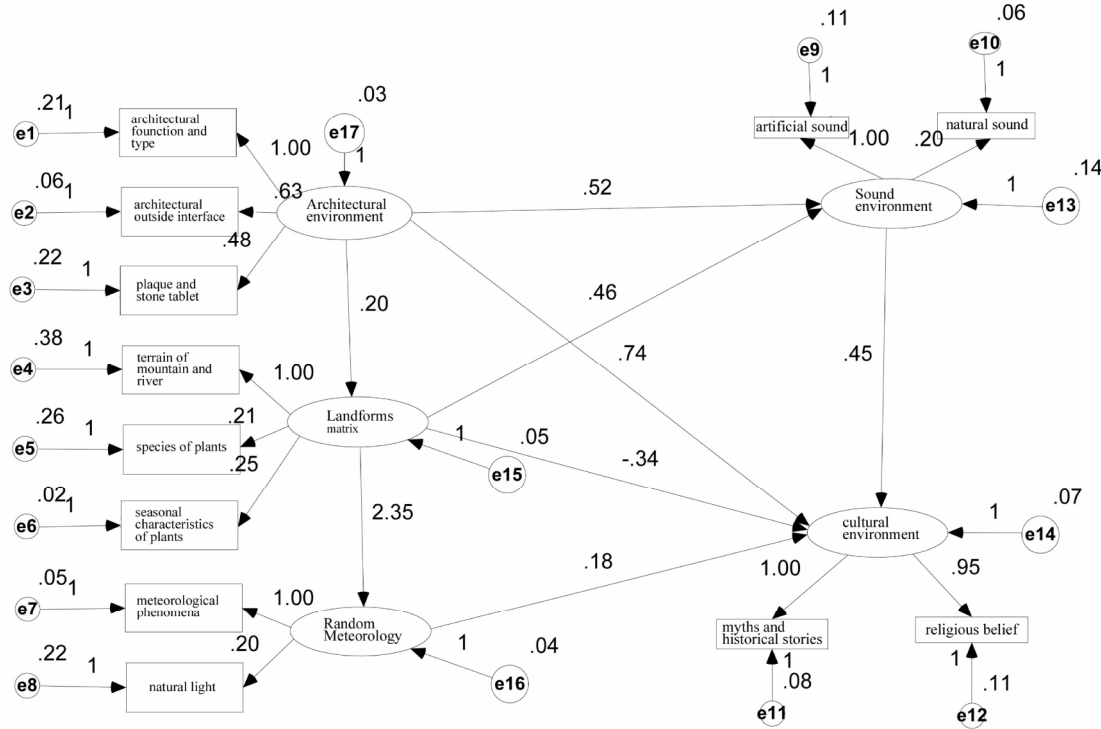 .11
.06
e9
e10
1
1
.21
1
architectural
founction and
type
.03
e17
1
artificial sound
natural sound
e1
1.00
1.00
.20
.14
.06
1
architectural
outside interface
.63
Architectural
environment
.52
Sound
environment
1
e13
e2
.48
.22
1
plaque and
stone tablet
e3
.20
.46
.38
1
terrain of
mountain and
river
.74
.45
e4
1.00
.26
1
species of plants
.21
Landforms
matrix
1
.05
e5
.25
e15
-.34
.02
1
seasonal
characteristics
of plants
e6
2.35
.07
cultural
environment
1
e14
.05
1
meteorological
phenomena
1.00
.18
1.00
.95
e7
Random
Meteorology
myths and
historical stories
religious belief
.22
1
natural light
.20
1
.04
e8
e16
1
.08
1
.11
e11
e12